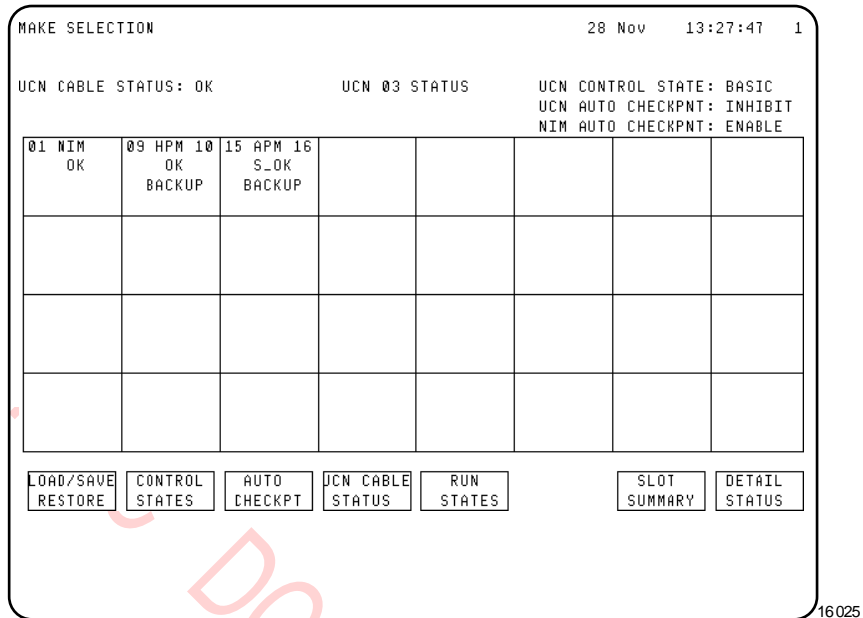 MAKE SELECTION 28 Nov 13:27:47 1
UCN CABLE STATUS: OK UCN 03 STATUS UCN CONTROL STATE: BASIC
UCN AUTO CHECKPNT: INHIBIT
NIM AUTO CHECKPNT: ENABLE
01 NIM 09 HPM 10 15 APM 16
OK OK S_OK
BACKUP BACKUP
LOAD/SAVE CONTROL AUTO UCN CABLE RUN SLOT DETAIL
RESTORE STATES CHECKPT STATUS STATES SUMMARY STATUS
16025